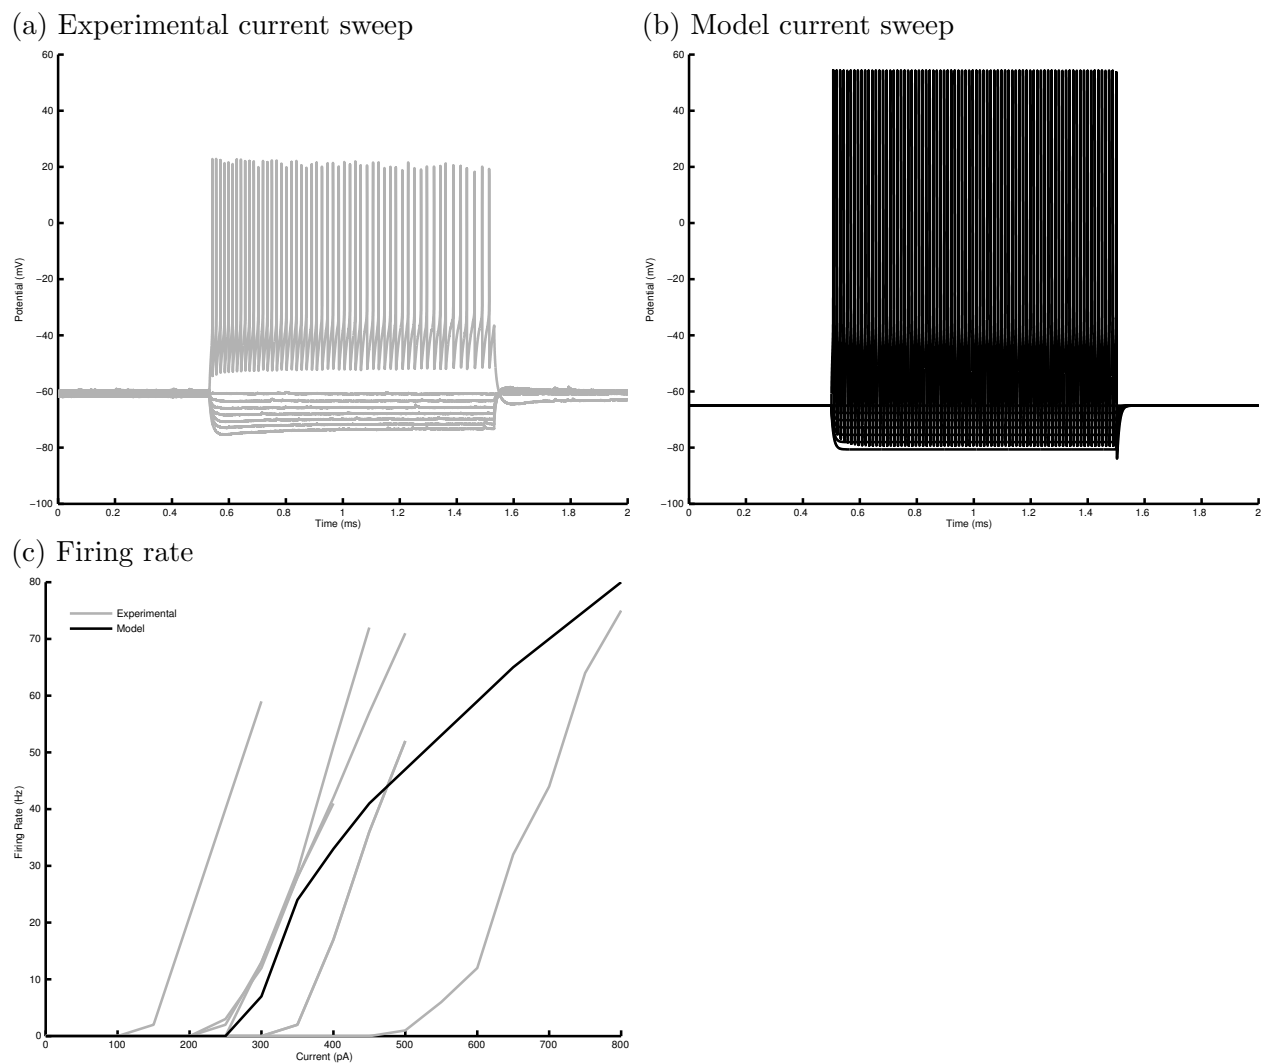 (a) Experimental current sweep
(b) Model current sweep
60
40
20
0
−20
−40
−60
−80
−100
Potential (mV)
0 0.2 0.4 0.6 0.8 1 1.2 1.4 1.6 1.8 2
Time (ms)
60
40
20
0
−20
−40
−60
−80
−100
Potential (mV)
0 0.2 0.4 0.6 0.8 1 1.2 1.4 1.6 1.8 2
Time (ms)
(c) Firing rate
80
70
60
50
40
30
20
10
0
Firing Rate (Hz)
Experimental
Model
0 100 200 300 400 500 600 700 800
Current (pA)